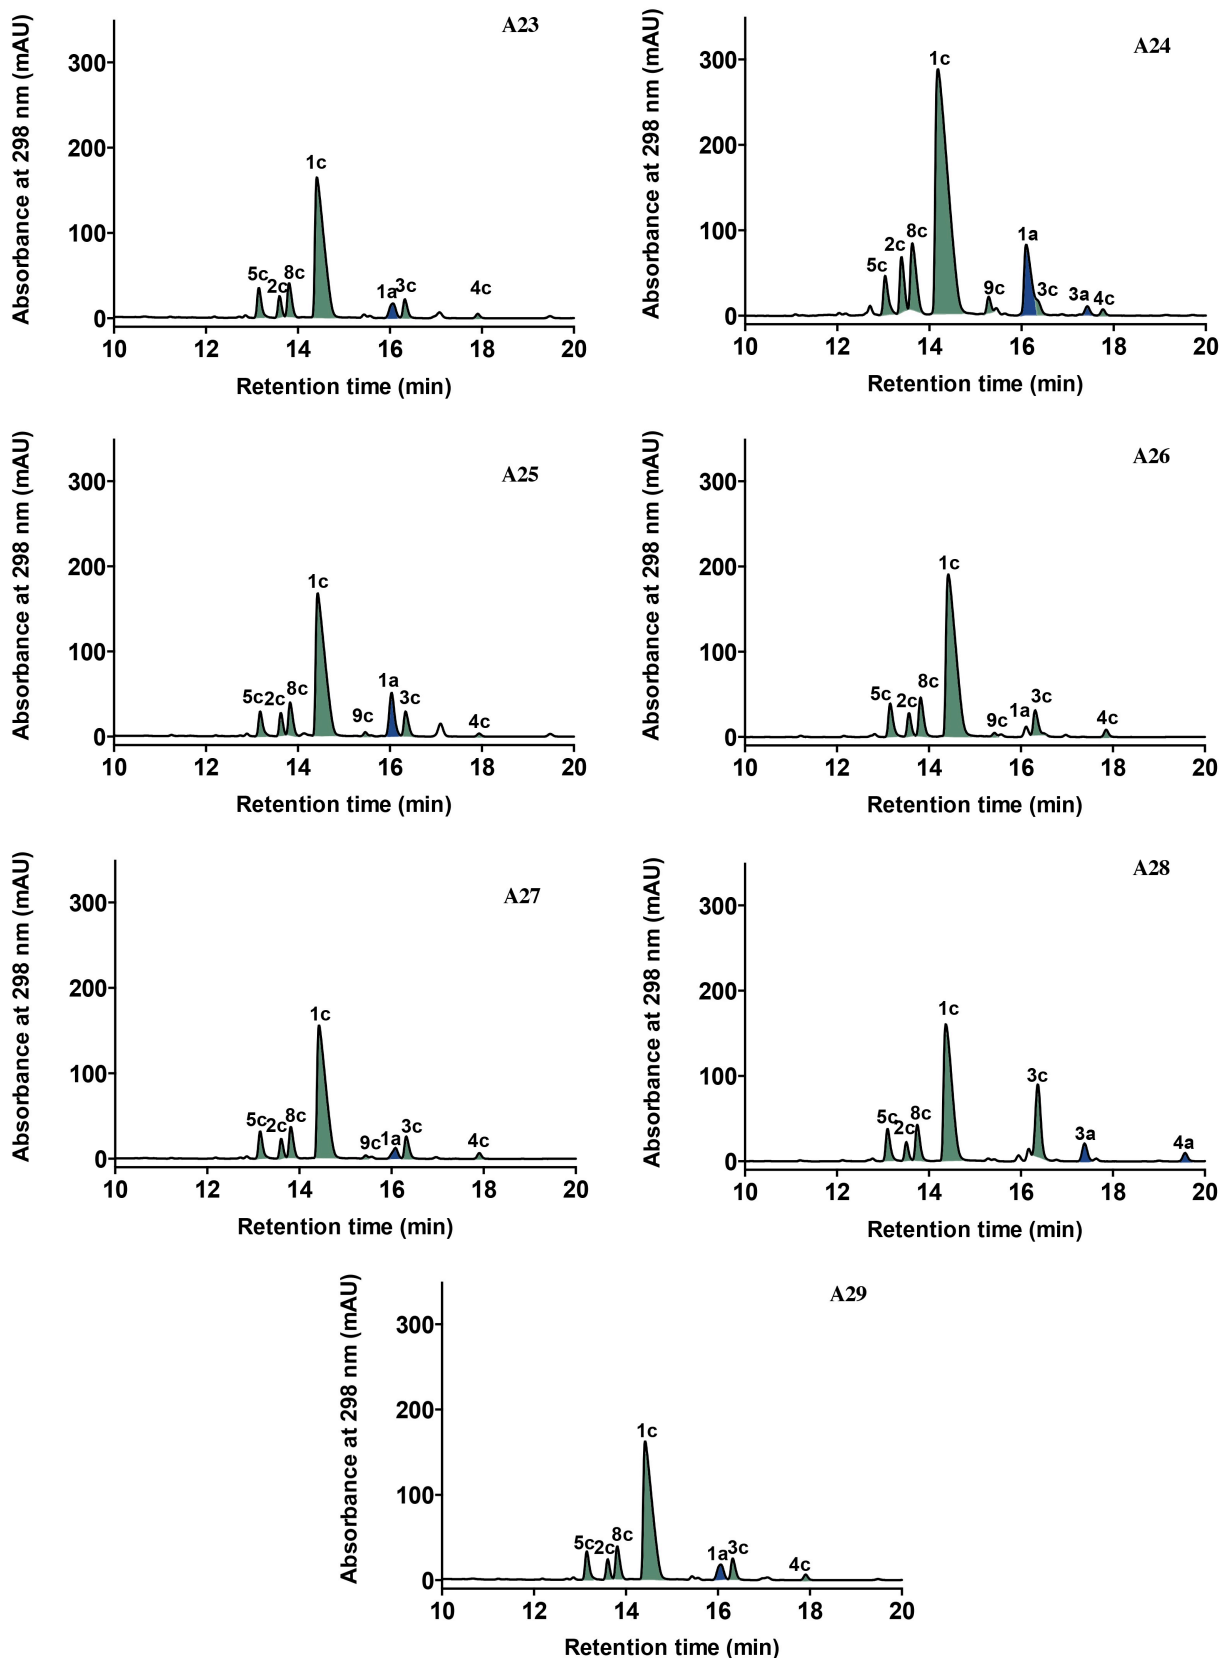 A23
Absorbance at 298 nm (mAU)
300
200
100
0
1c
5c
2c
8c
1a
3c
4c
10 12 14 16 18 20
Retention time (min)
A24
Absorbance at 298 nm (mAU)
300
200
100
0
1c
5c
2c
8c
9c
1a
3c
3a
4c
10 12 14 16 18 20
Retention time (min)
A25
Absorbance at 298 nm (mAU)
300
200
100
0
1c
5c
2c
8c
9c
1a
3c
4c
10 12 14 16 18 20
Retention time (min)
A26
Absorbance at 298 nm (mAU)
300
200
100
0
1c
5c
2c
8c
9c
1a
3c
4c
10 12 14 16 18 20
Retention time (min)
A27
Absorbance at 298 nm (mAU)
300
200
100
0
1c
5c
2c
8c
9c
1a
3c
4c
10 12 14 16 18 20
Retention time (min)
A28
Absorbance at 298 nm (mAU)
300
200
100
0
1c
5c
2c
8c
3c
3a
4a
10 12 14 16 18 20
Retention time (min)
A29
Absorbance at 298 nm (mAU)
300
200
100
0
1c
5c
2c
8c
1a
3c
4c
10 12 14 16 18 20
Retention time (min)